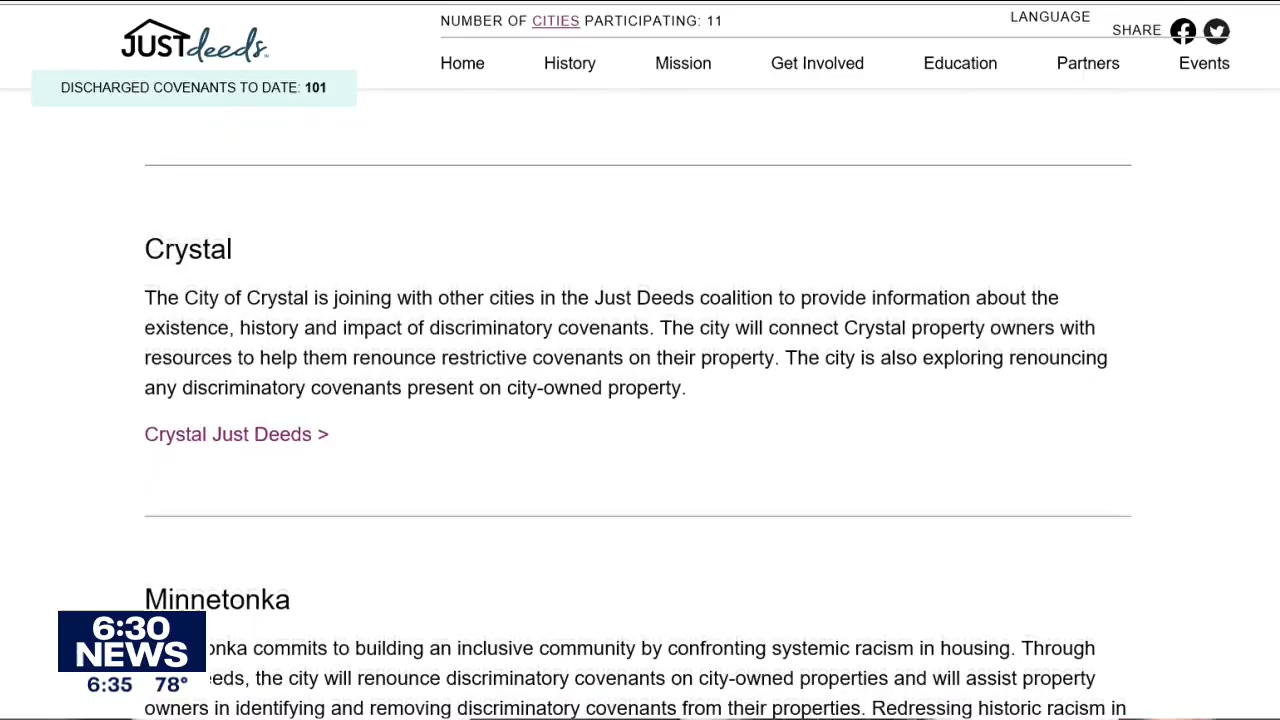 NUMBER OF CITIES PARTICIPATING: 11
LANGUAGE
SHARE
JUSTdeeds
Home History Mission Get Involved Education Partners Events
DISCHARGED COVENANTS TO DATE: 101
Crystal
The City of Crystal is joining with other cities in the Just Deeds coalition to provide information about the
existence, history and impact of discriminatory covenants. The city will connect Crystal property owners with
resources to help them renounce restrictive covenants on their property. The city is also exploring renouncing
any discriminatory covenants present on city-owned property.
Crystal Just Deeds >
Minnetonka
commits to building an inclusive community by confronting systemic racism in housing. Through
the city will renounce discriminatory covenants on city-owned properties and will assist property
owners in identifying and removing discriminatory covenants from their properties. Redressing historic racism in
6:30
NEWS
6:35 78°